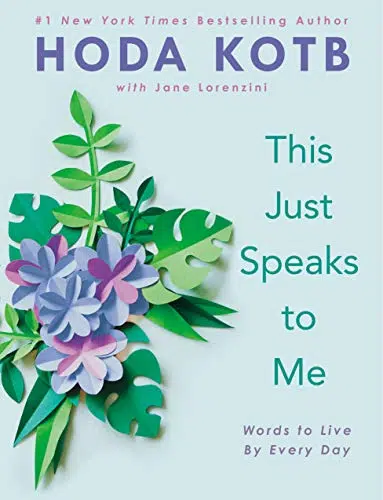 #1 New York Times Bestselling Author
HODA KOTB
with Jane Lorenzini
This
Just
Speaks
to
Me
Words to Live
By Every Day